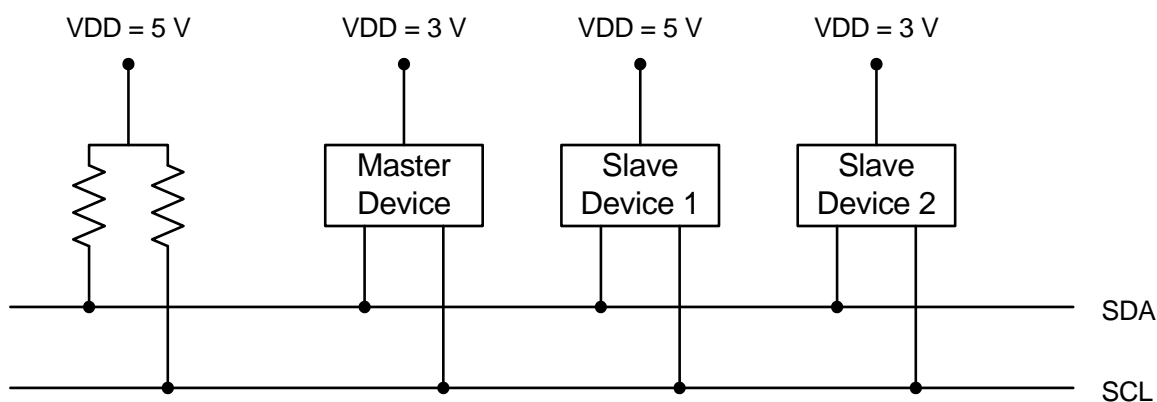 VDD = 5 V
VDD = 3 V
VDD = 5 V
VDD = 3 V
Master
Device
Slave
Device 1
Slave
Device 2
SDA
SCL